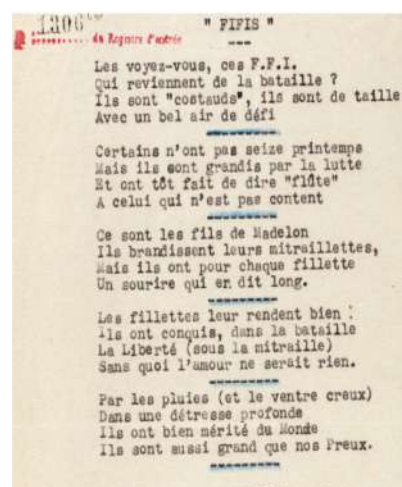 1306
du Registre d'entrée
" FIFIS "
Les voyez-vous, ces F.F.I.
Qui reviennent de la bataille ?
Ils sont "costauds", ils sont de taille
Avec un bel air de défi
Certains n'ont pas seize printemps
Mais ils sont grandis par la lutte
Et ont tôt fait de dire "flûte"
A celui qui n'est pas content
Ce sont les fils de Madelon
Ils brandissent leurs mitraillettes,
Mais ils ont pour chaque fillette
Un sourire qui en dit long.
Les fillettes leur rendent bien :
Ils ont conquis, dans la bataille
La Liberté (sous la mitraille)
Sans quoi l'amour ne serait rien.
Par les pluies (et le ventre creux)
Dans une détresse profonde
Ils ont bien mérité du Monde
Ils sont aussi grand que nos Preux.